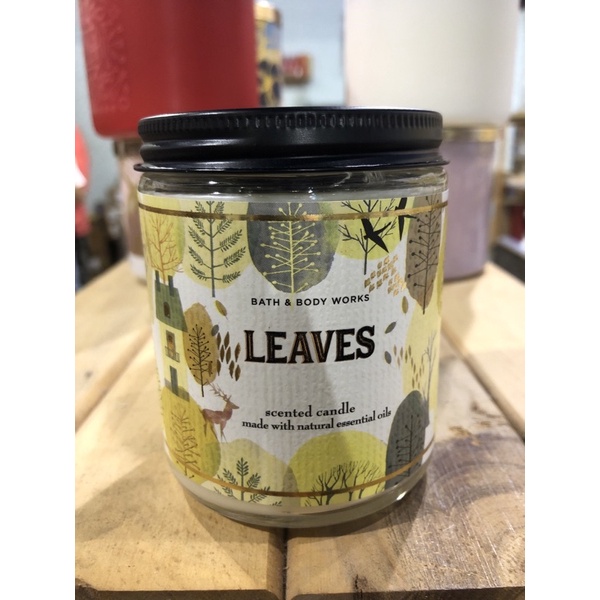 BATH & BODY WORKS
LEAVES
scented candle
made with natural essential oils